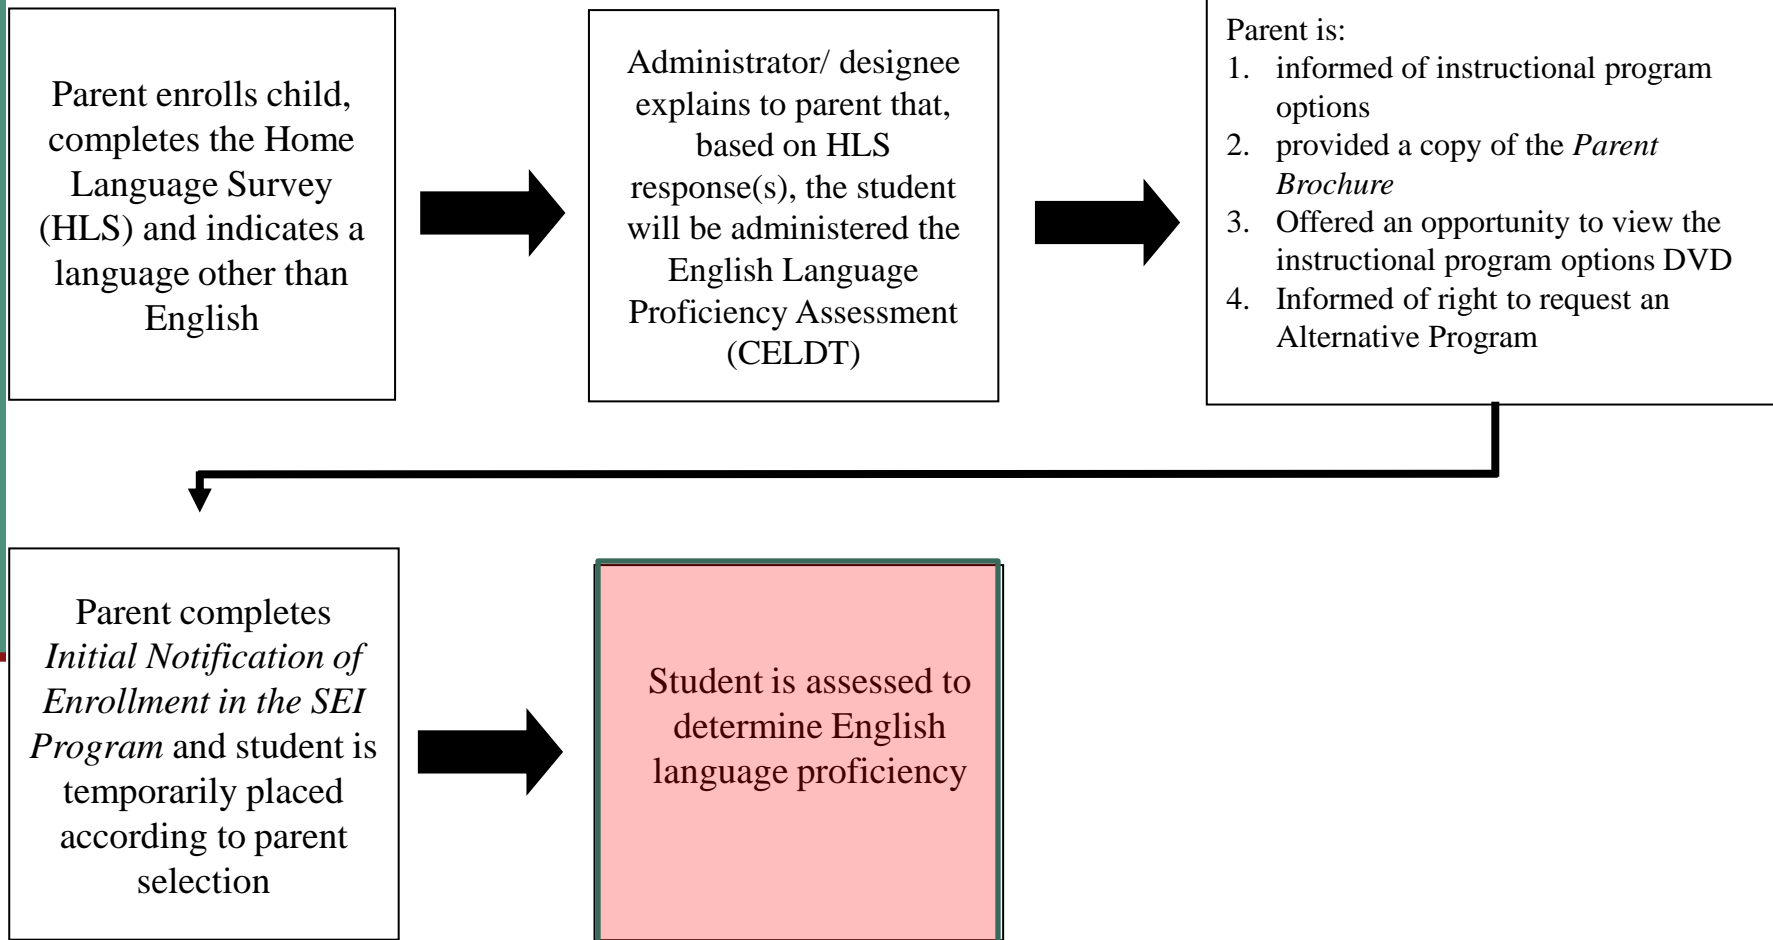 Parent enrolls child,
completes the Home
Language Survey
(HLS) and indicates a
language other than
English
Administrator/ designee
explains to parent that,
based on HLS
response(s), the student
will be administered the
English Language
Proficiency Assessment
(CELDT)
Parent is:
1. informed of instructional program
options
2. provided a copy of the Parent
Brochure
3. Offered an opportunity to view the
instructional program options DVD
4. Informed of right to request an
Alternative Program
Parent completes
Initial Notification of
Enrollment in the SEI
Program and student is
temporarily placed
according to parent
selection
Student is assessed to
determine English
language proficiency